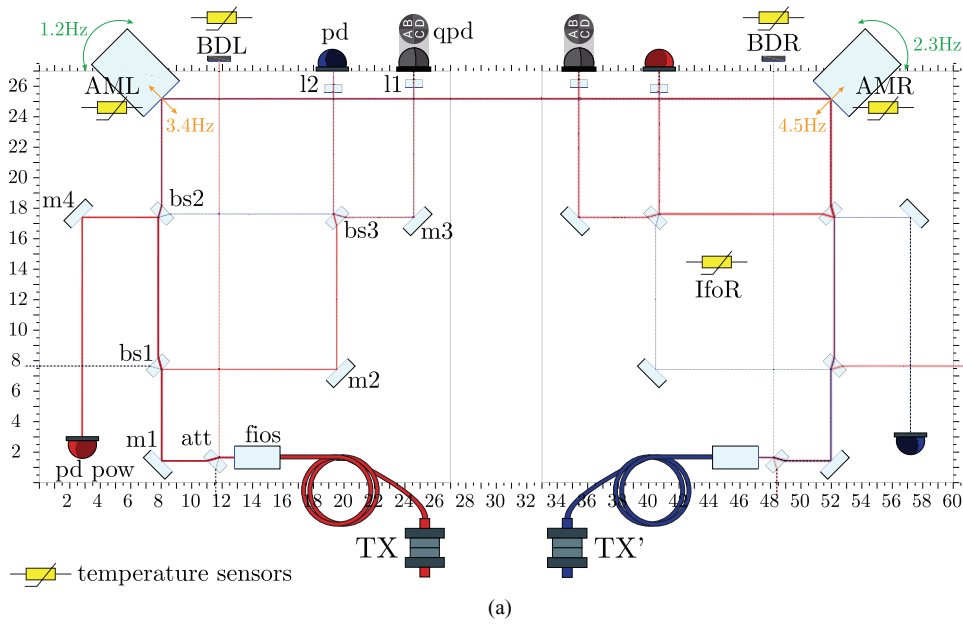 1.2Hz
BDL
pd
A B
C D
qpd
A B
C D
BDR
2.3Hz
AML
l2
l1
AMR
3.4Hz
4.5Hz
26
24
22
20
18
16
14
12
10
8
6
4
2
m4
bs2
bs3
m3
IfoR
bs1
m2
m1
att
fios
pd pow
2 4 6 8 10 12 14 16 18 20 22 24 26 28 30 32 34 36 38 40 42 44 46 48 50 52 54 56 58 60
TX
TX'
temperature sensors
(a)